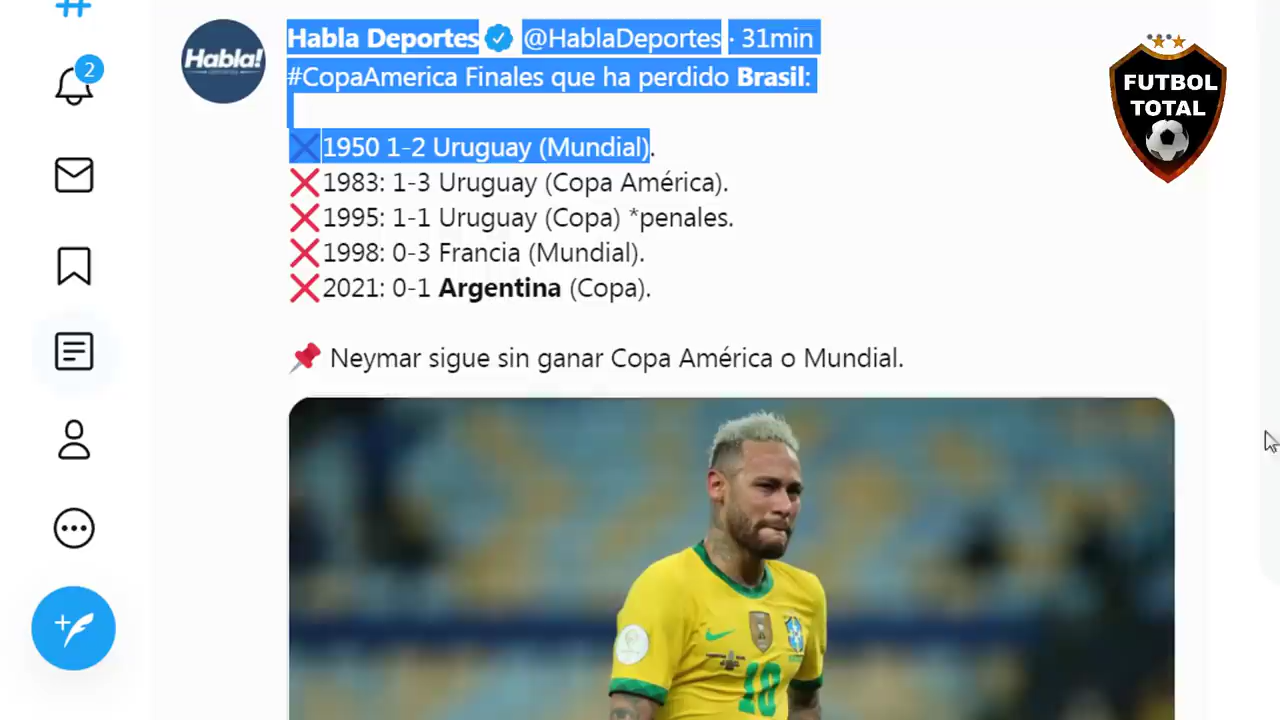 2
Habla!
Habla Deportes @HablaDeportes · 31min
#CopaAmerica Finales que ha perdido Brasil:
❌1950 1-2 Uruguay (Mundial).
❌1983: 1-3 Uruguay (Copa América).
❌1995: 1-1 Uruguay (Copa) *penales.
❌1998: 0-3 Francia (Mundial).
❌2021: 0-1 Argentina (Copa).
📌 Neymar sigue sin ganar Copa América o Mundial.
FUTBOL
TOTAL
10